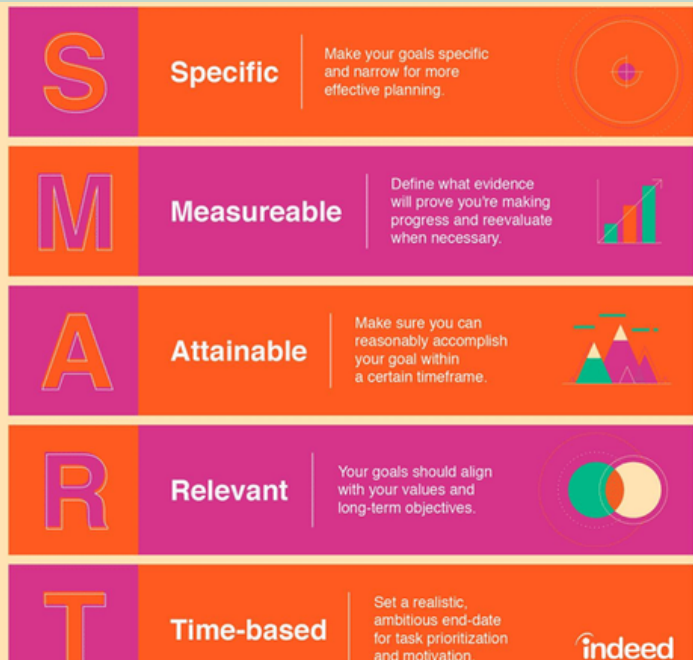 S
Specific
Make your goals specific
and narrow for more
effective planning.
M
Measureable
Define what evidence
will prove you're making
progress and reevaluate
when necessary.
A
Attainable
Make sure you can
reasonably accomplish
your goal within
a certain timeframe.
R
Relevant
Your goals should align
with your values and
long-term objectives.
T
Time-based
Set a realistic,
ambitious end-date
for task prioritization
and motivation
indeed